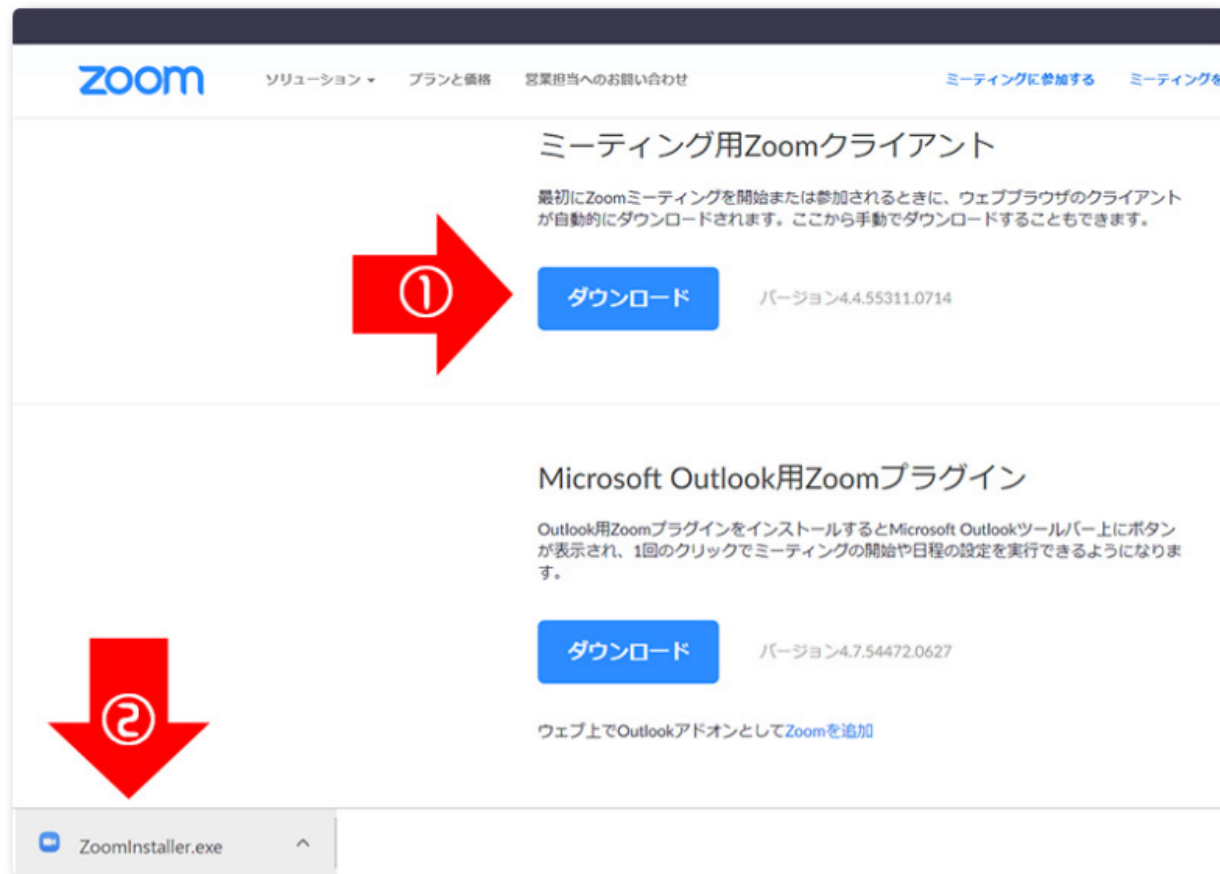 zoom ソリューション プランと価格 営業担当へのお問い合わせ ミーティングに参加する ミーティングを
ミーティング用Zoomクライアント
最初にZoomミーティングを開始または参加されるときに、ウェブブラウザのクライアント
が自動的にダウンロードされます。ここから手動でダウンロードすることもできます。
① ダウンロード バージョン4.4.55311.0714
Microsoft Outlook用Zoomプラグイン
Outlook用ZoomプラグインをインストールするとMicrosoft Outlookツールバー上にボタン
が表示され、1回のクリックでミーティングの開始や日程の設定を実行できるようになりま
す。
ダウンロード バージョン4.7.54472.0627
②
ウェブ上でOutlookアドオンとしてZoomを追加
ZoomInstaller.exe